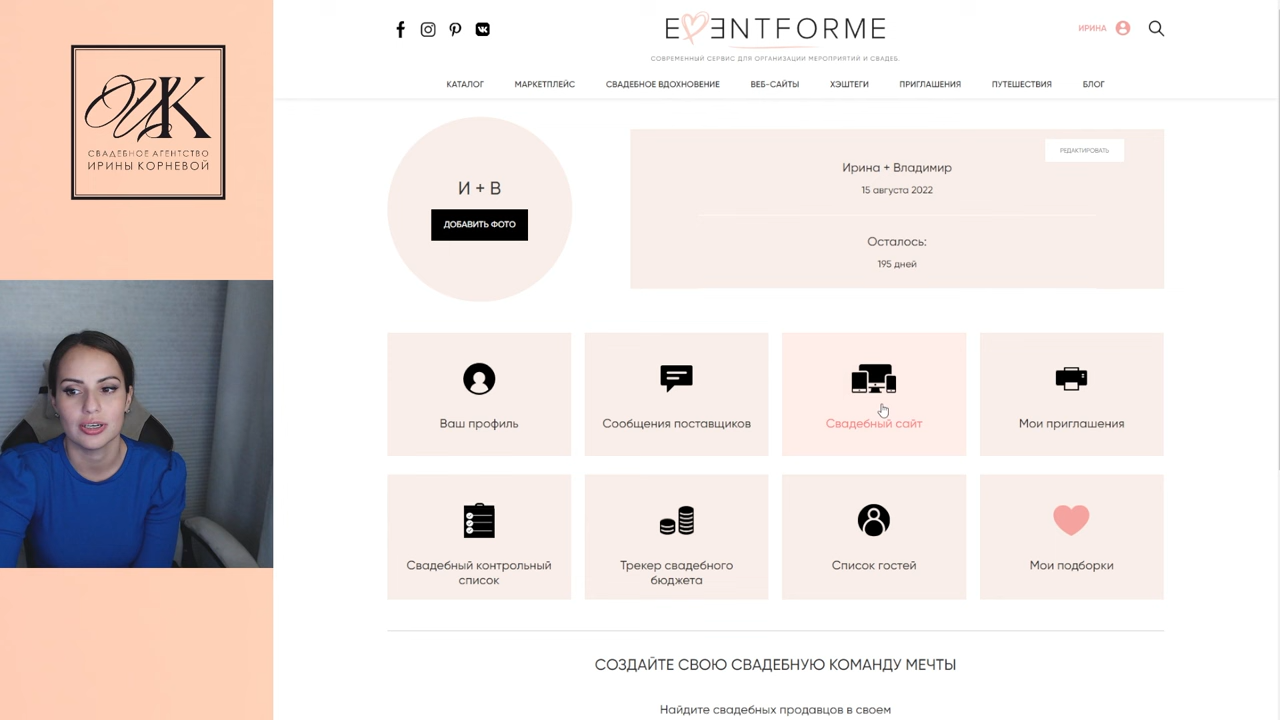 ИК
СВАДЕБНОЕ АГЕНТСТВО
ИРИНЫ КОРНЕВОЙ
EVENTFORME
СОВРЕМЕННЫЙ СЕРВИС ДЛЯ ОРГАНИЗАЦИИ МЕРОПРИЯТИЙ И СВАДЕБ.
ИРИНА
КАТАЛОГ
МАРКЕТПЛЕЙС
СВАДЕБНОЕ ВДОХНОВЕНИЕ
ВЕБ-САЙТЫ
ХЭШТЕГИ
ПРИГЛАШЕНИЯ
ПУТЕШЕСТВИЯ
БЛОГ
И + В
ДОБАВИТЬ ФОТО
РЕДАКТИРОВАТЬ
Ирина + Владимир
15 августа 2022
Осталось:
195 дней
Ваш профиль
Сообщения поставщиков
Свадебный сайт
Мои приглашения
Свадебный контрольный
список
Трекер свадебного
бюджета
Список гостей
Мои подборки
СОЗДАЙТЕ СВОЮ СВАДЕБНУЮ КОМАНДУ МЕЧТЫ
Найдите свадебных продавцов в своем